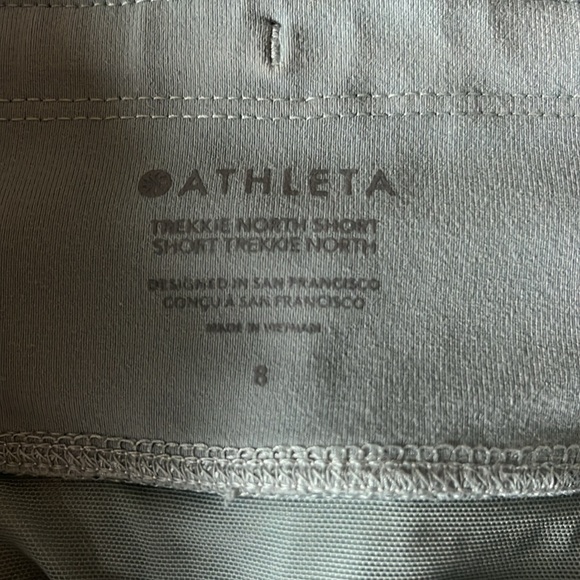 ATHLETA
TREKKIE NORTH SHORT
SHORT TREKKIE NORTH
DESIGNED IN SAN FRANCISCO
CONÇU À SAN FRANCISCO
MADE IN VIETNAM
8